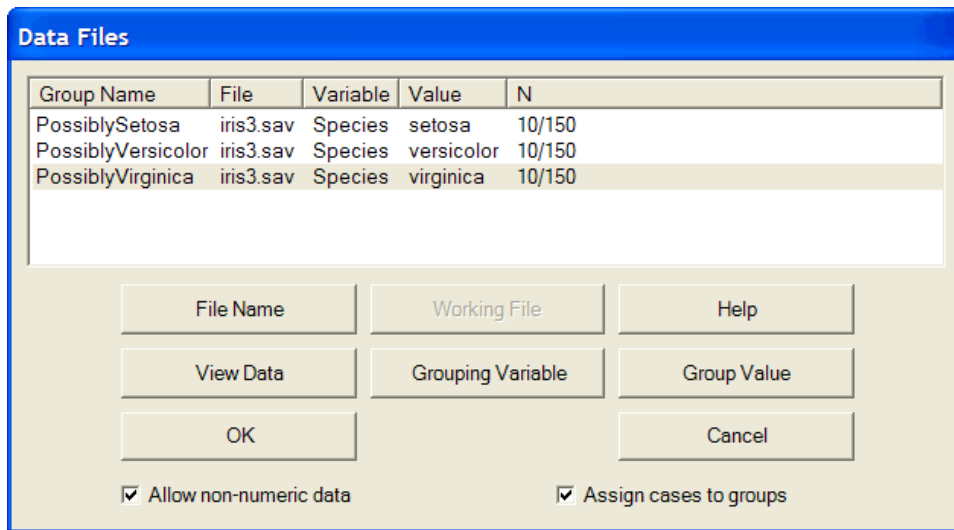 Data Files
Group Name File Variable Value N
PossiblySetosa iris3.sav Species setosa 10/150
PossiblyVersicolor iris3.sav Species versicolor 10/150
PossiblyVirginica iris3.sav Species virginica 10/150
File Name Working File Help
View Data Grouping Variable Group Value
OK Cancel
Allow non-numeric data Assign cases to groups